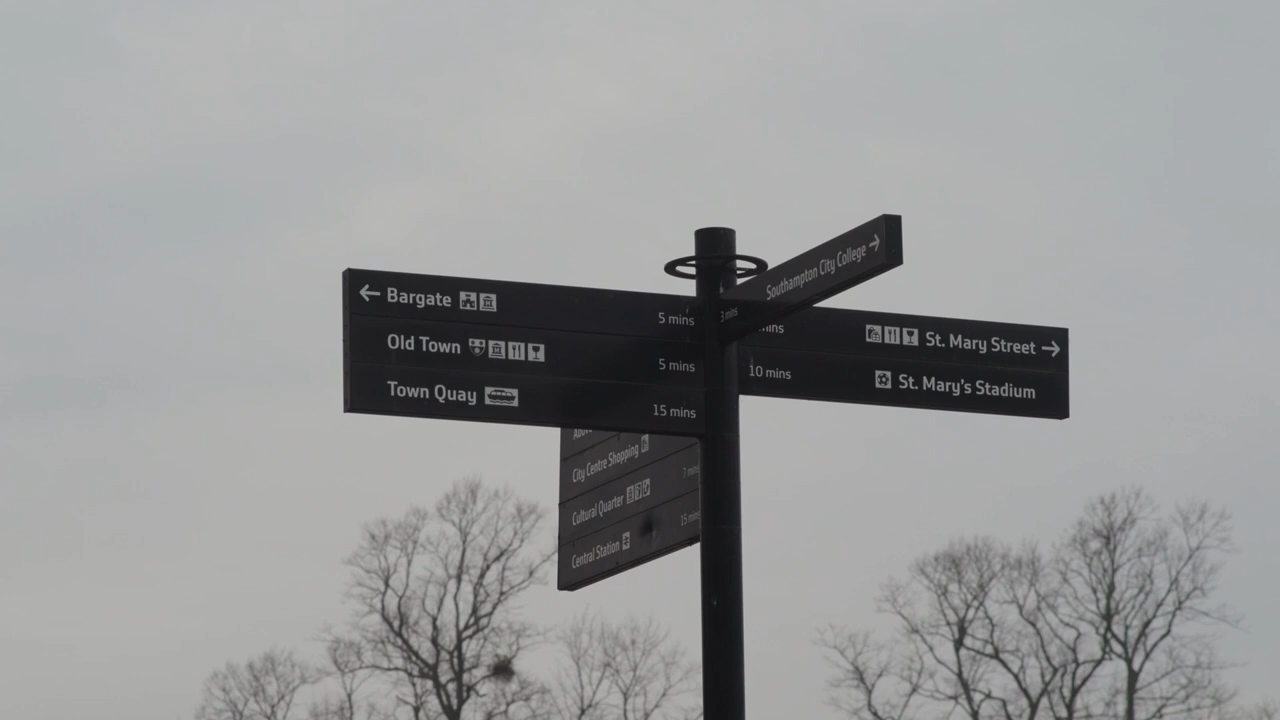 Southampton City College
3 mins
Bargate
5 mins
Old Town
5 mins
Town Quay
15 mins
mins
St. Mary Street
10 mins
St. Mary's Stadium
City Centre Shopping
Cultural Quarter
7 mins
Central Station
15 mins